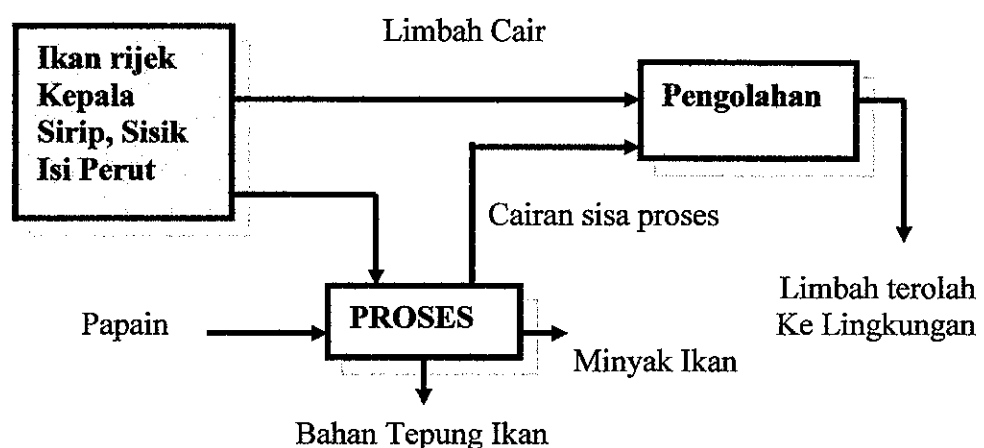 Limbah Cair
Ikan rijek
Kepala
Sirip, Sisik
Isi Perut
Pengolahan
Cairan sisa proses
Limbah terolah
Ke Lingkungan
Papain
PROSES
Minyak Ikan
Bahan Tepung Ikan